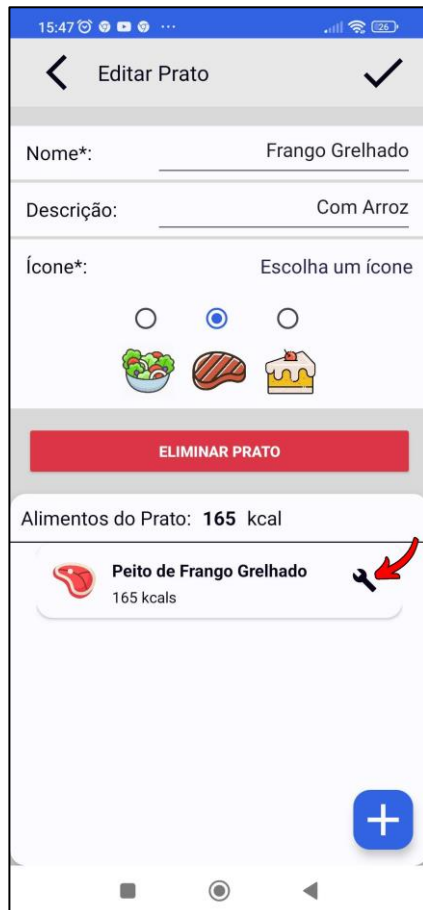 15:47
26
Editar Prato
Nome*: Frango Grelhado
Descrição: Com Arroz
Ícone*: Escolha um ícone
ELIMINAR PRATO
Alimentos do Prato: 165 kcal
Peito de Frango Grelhado
165 kcals